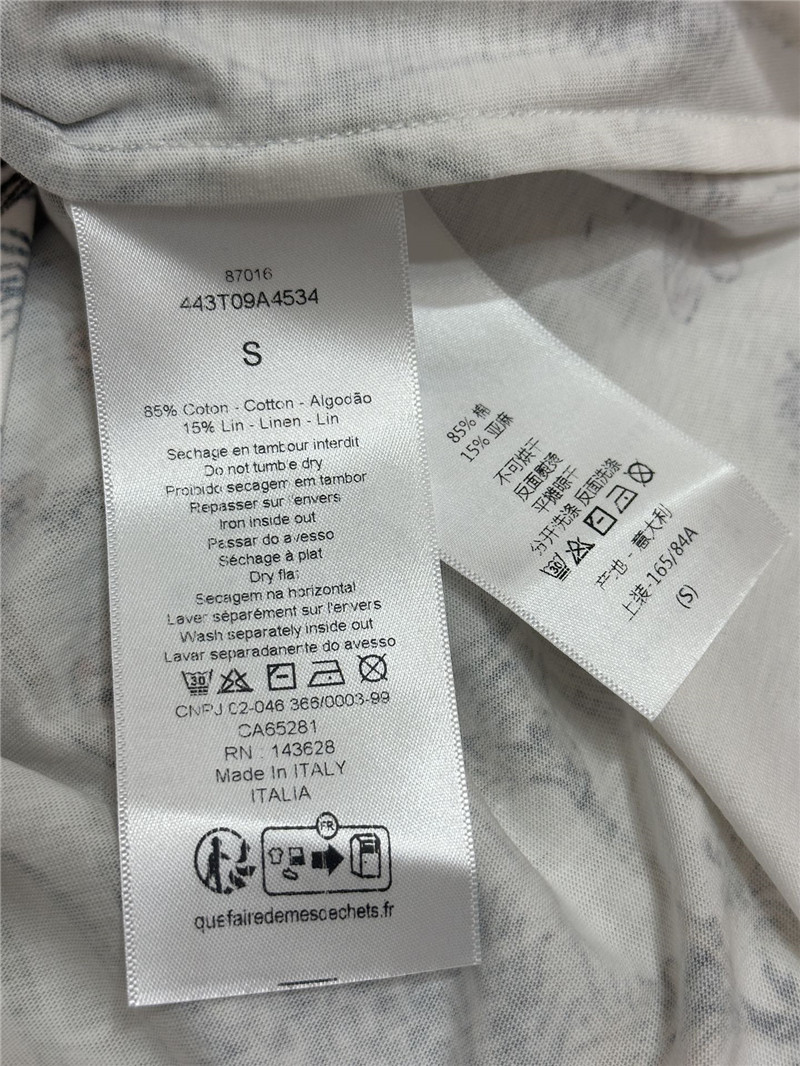 87016
443T09A4534
S
85% Coton - Cotton - Algodão
15% Lin - Linen - Lin
Sechage en tambour interdit
Do not tumble dry
Proibido secagem em tambor
Repasser sur l'envers
Iron inside out
Passar do avesso
Séchage à plat
Dry flat
Secagem na horizontal
Laver séparément sur l'envers
Wash separately inside out
Lavar separadanente do avesso
30
CNPJ 02-046 366/0003-99
CA65281
RN : 143628
Made In ITALY
ITALIA
FR
quefairedemesdechets.fr
85% 棉
15% 亚麻
不可烘干
反面熨烫
平摊晾干
分开洗涤 反面洗涤
30
产地 - 意大利
上装-165/84A
(S)